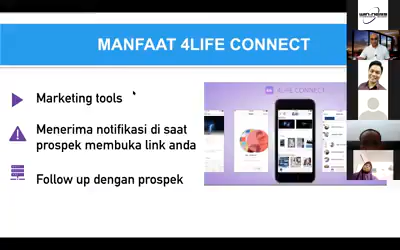 MANFAAT 4LIFE CONNECT
Marketing tools
Menerima notifikasi di saat
prospek membuka link anda
Follow up dengan prospek
4LIFE CONNECT